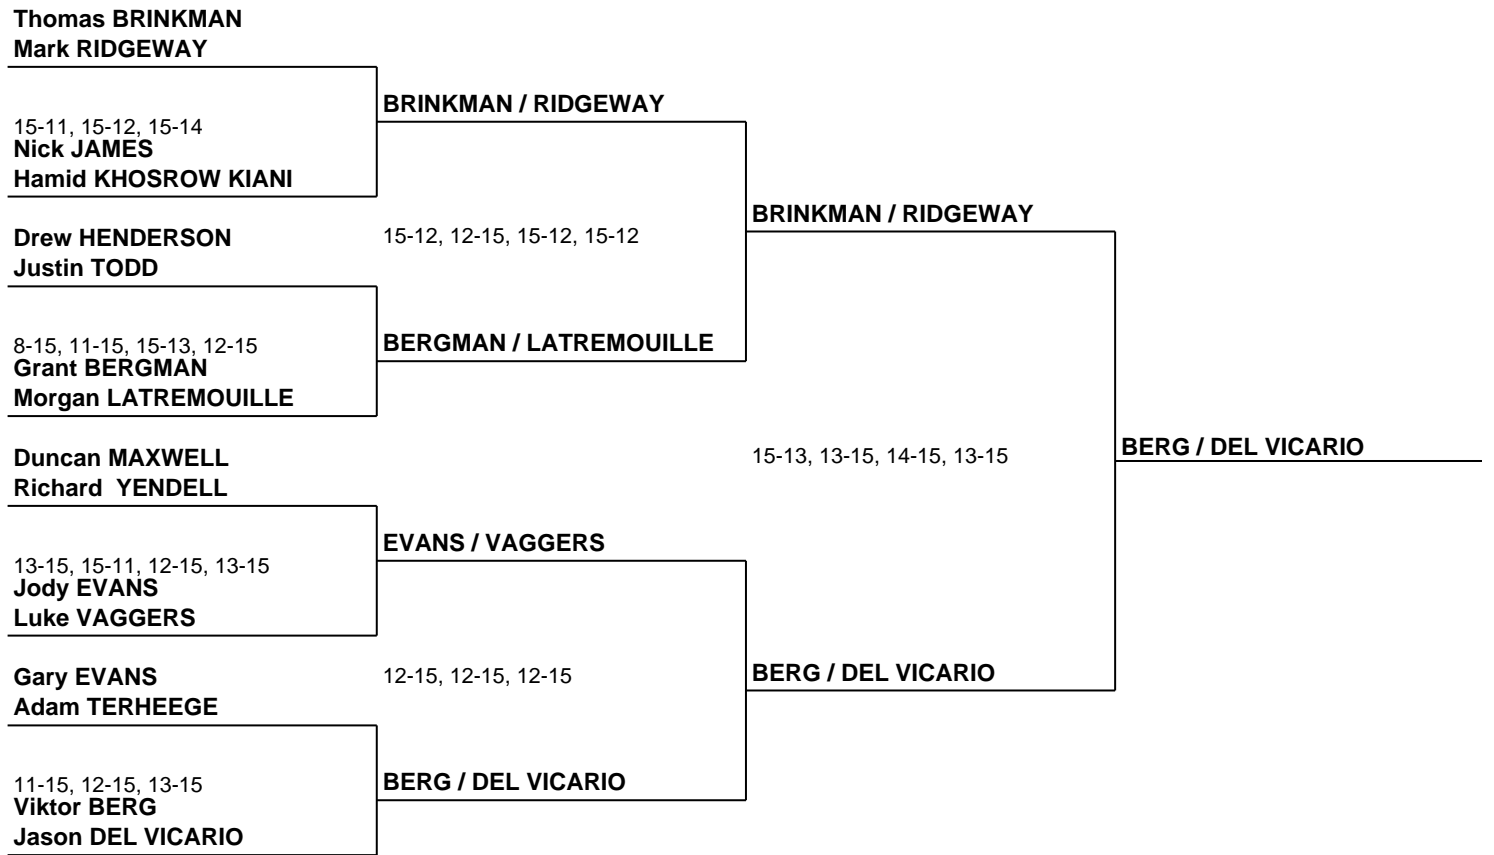 Thomas BRINKMAN
Mark RIDGEWAY
BRINKMAN / RIDGEWAY
15-11, 15-12, 15-14
Nick JAMES
Hamid KHOSROW KIANI
BRINKMAN / RIDGEWAY
Drew HENDERSON
15-12, 12-15, 15-12, 15-12
Justin TODD
8-15, 11-15, 15-13, 12-15
BERGMAN / LATREMOUILLE
Grant BERGMAN
Morgan LATREMOUILLE
Duncan MAXWELL
15-13, 13-15, 14-15, 13-15
BERG / DEL VICARIO
Richard YENDELL
EVANS / VAGGERS
13-15, 15-11, 12-15, 13-15
Jody EVANS
Luke VAGGERS
Gary EVANS
12-15, 12-15, 12-15
BERG / DEL VICARIO
Adam TERHEEGE
11-15, 12-15, 13-15
BERG / DEL VICARIO
Viktor BERG
Jason DEL VICARIO